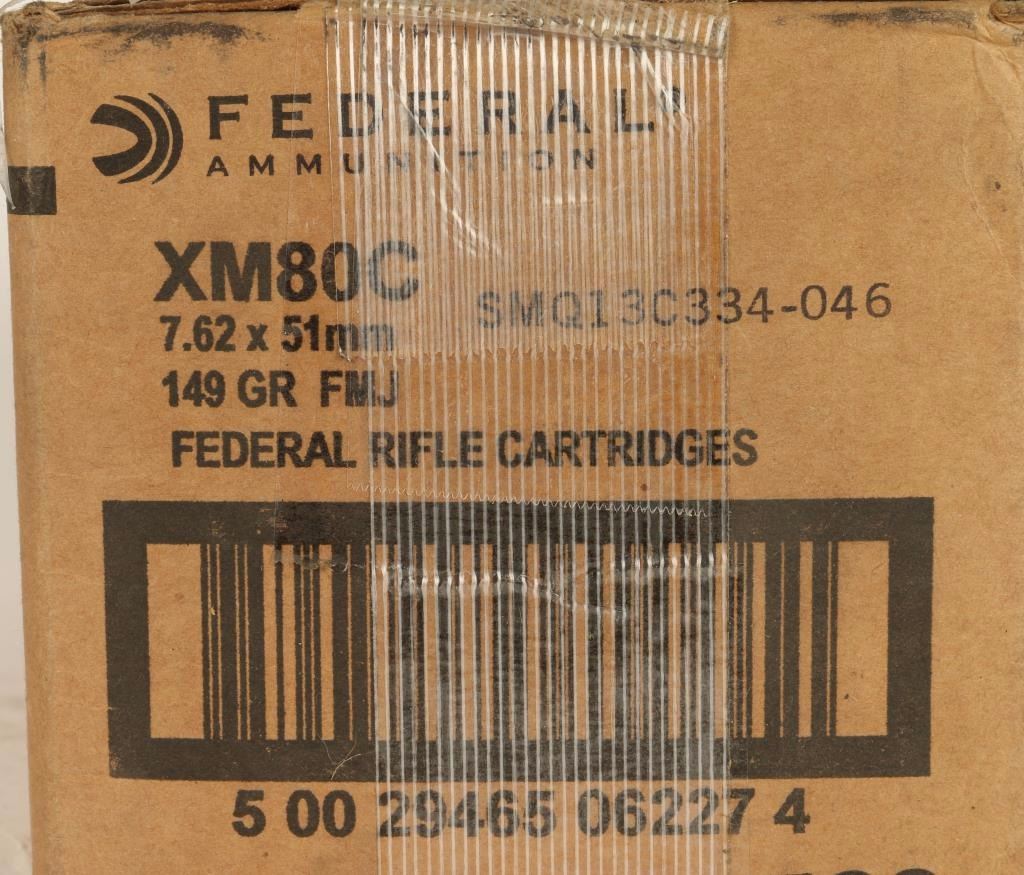 FEDERAL®
AMMUNITION
XM80C
SMQ13C334-046
7.62 x 51mm
149 GR FMJ
FEDERAL RIFLE CARTRIDGES
5 00 29465 06227 4